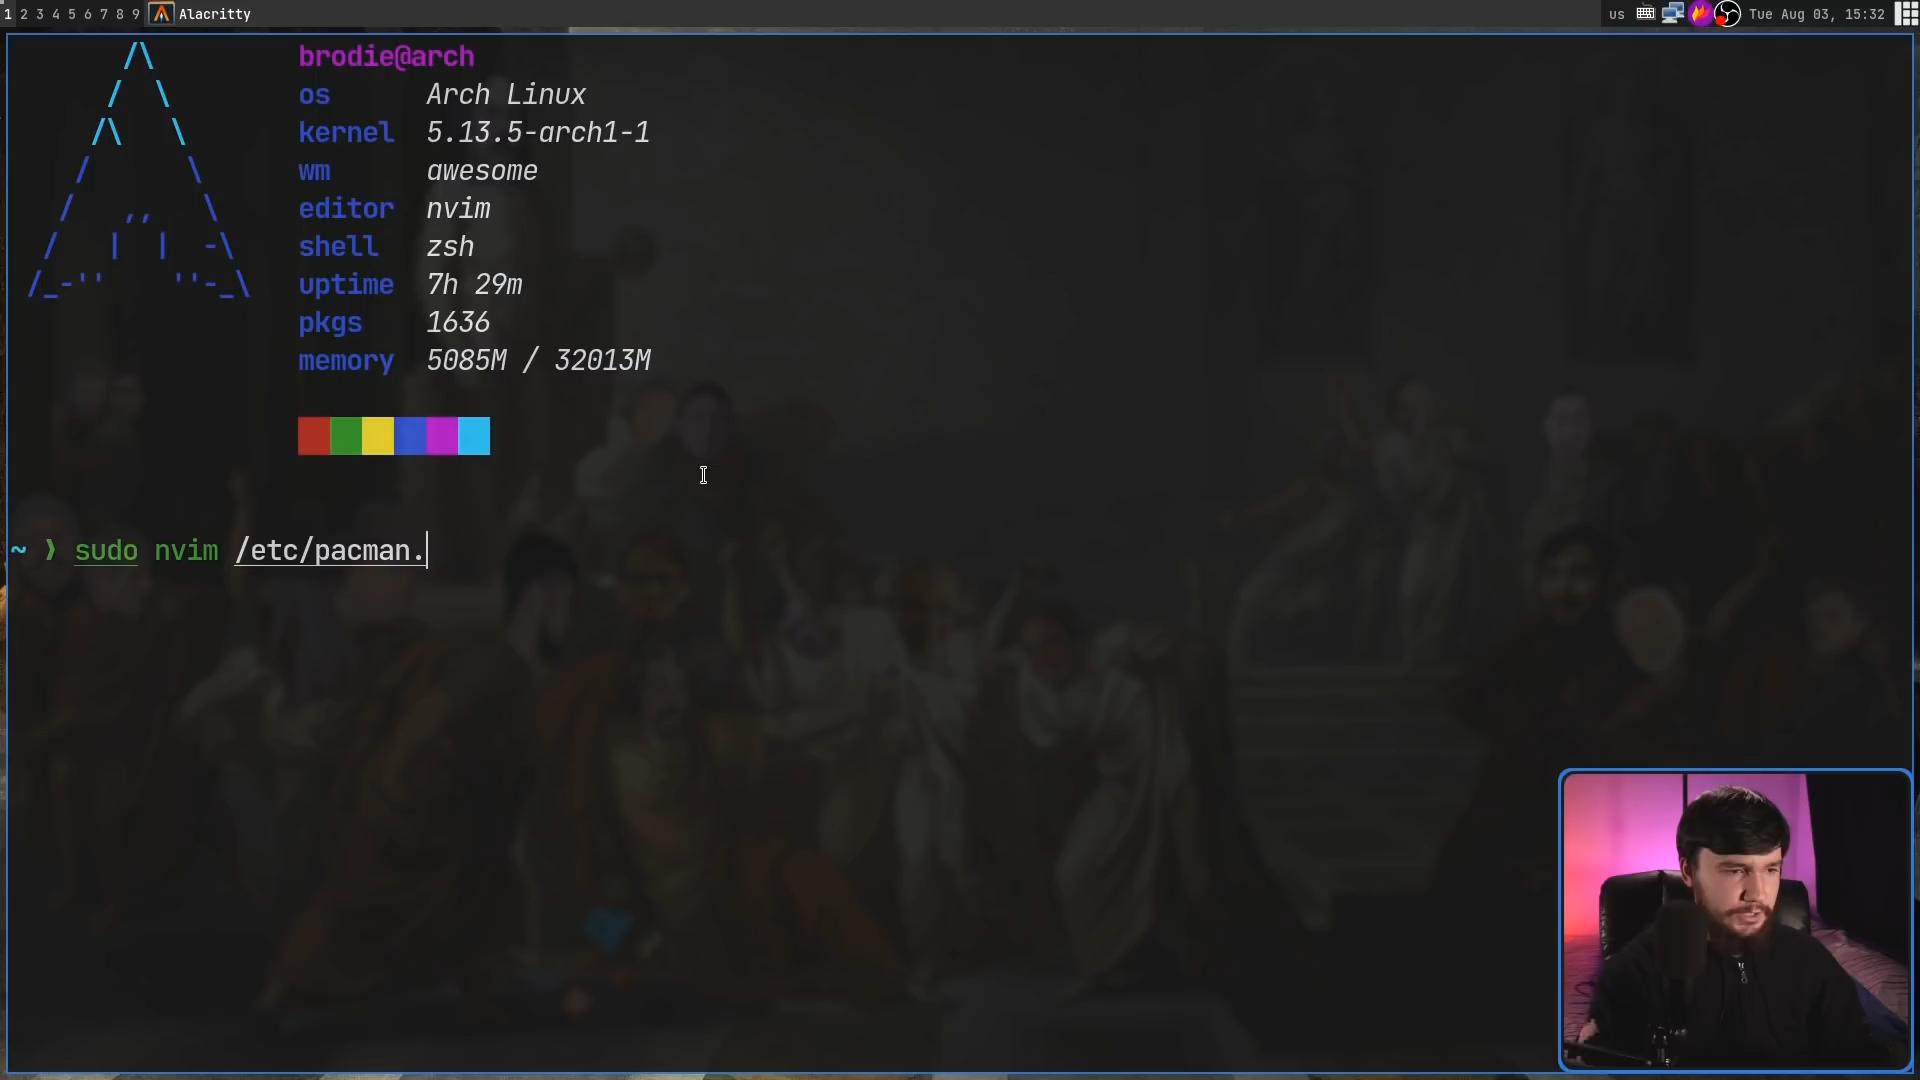 1 2 3 4 5 6 7 8 9 Alacritty us Tue Aug 03, 15:32
brodie@arch
os Arch Linux
kernel 5.13.5-arch1-1
wm awesome
editor nvim
shell zsh
uptime 7h 29m
pkgs 1636
memory 5085M / 32013M
~ ❯ sudo nvim /etc/pacman.